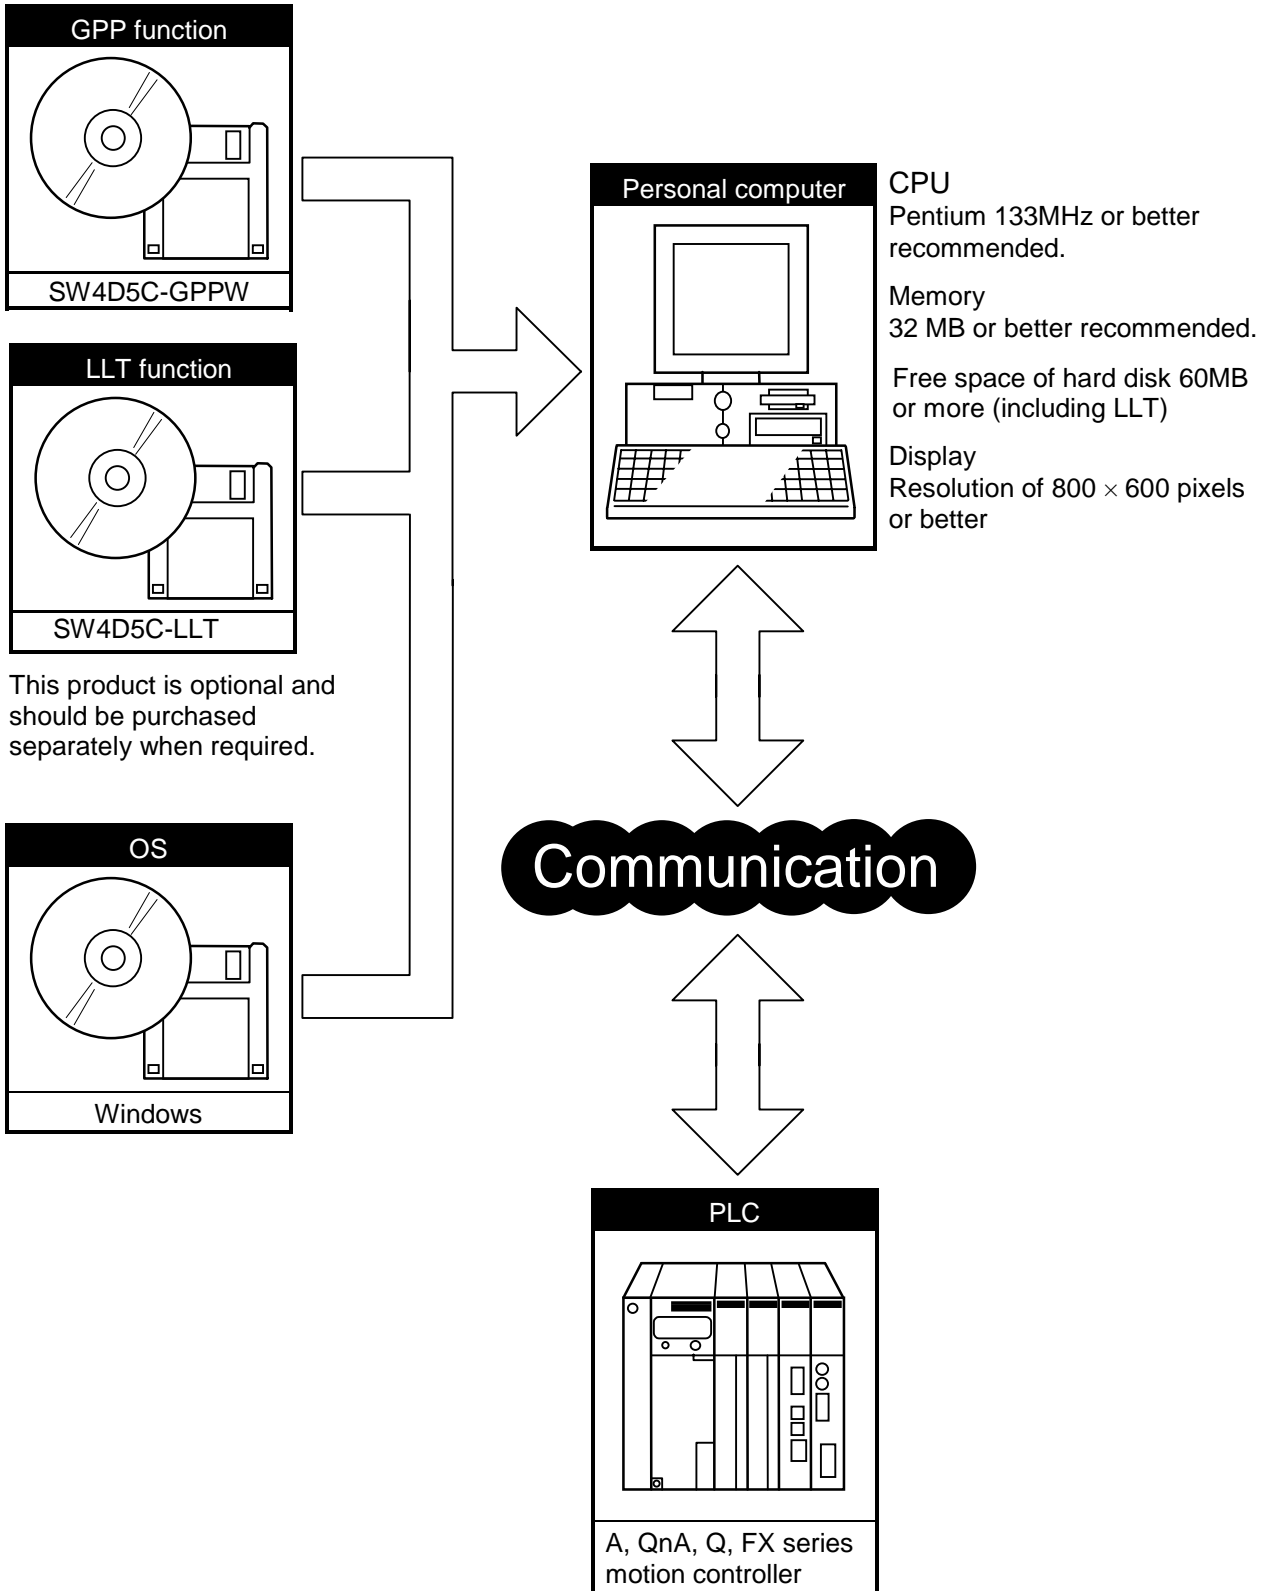 GPP function
SW4D5C-GPPW
LLT function
SW4D5C-LLT
This product is optional and
should be purchased
separately when required.
OS
Windows
Personal computer
CPU
Pentium 133MHz or better
recommended.
Memory
32 MB or better recommended.
Free space of hard disk 60MB
or more (including LLT)
Display
Resolution of 800 × 600 pixels
or better
Communication
PLC
A, QnA, Q, FX series
motion controller